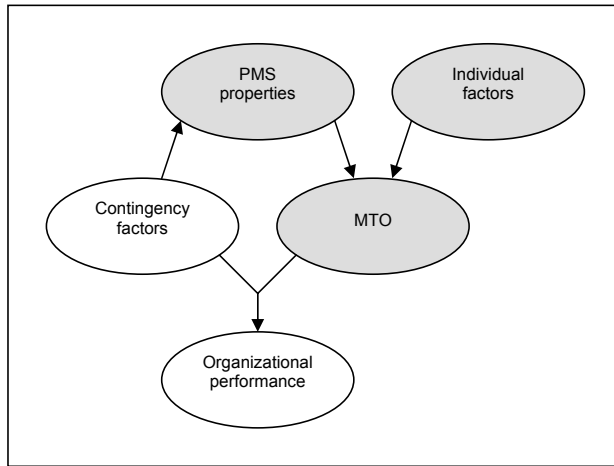 PMS
properties
Individual
factors
Contingency
factors
MTO
Organizational
performance